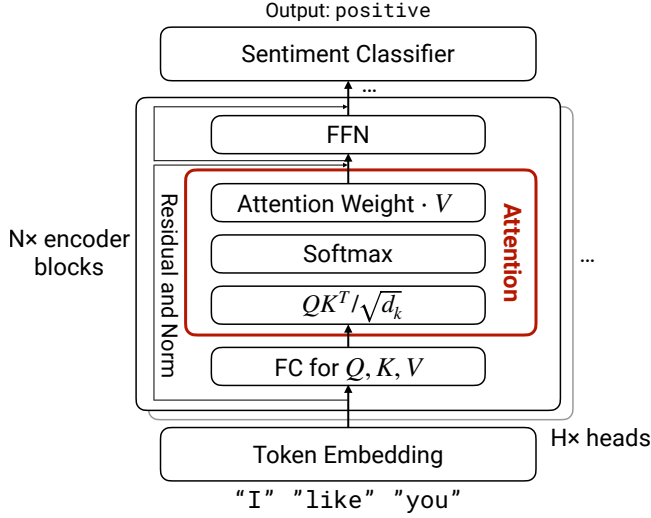 Output: positive
Sentiment Classifier
...
FFN
Residual and Norm
Attention Weight · V
Attention
Softmax
N× encoder
blocks
...
QK^T/√d_k
FC for Q, K, V
H× heads
Token Embedding
“I” ”like” ”you”